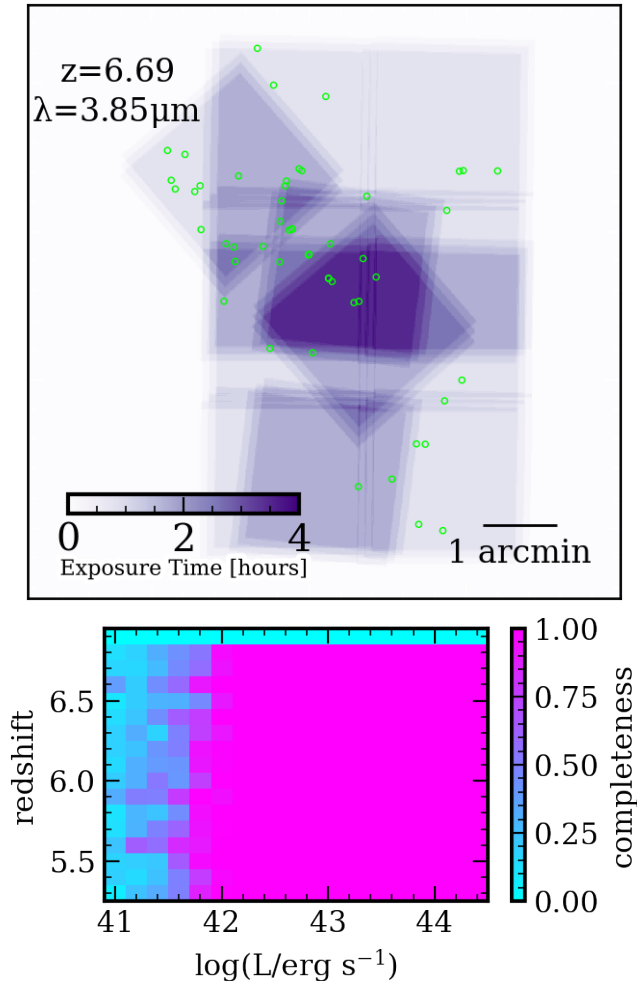 z=6.69
λ=3.85μm
0 2 4
Exposure Time [hours]
1 arcmin
1.00
0.75
0.50
0.25
0.00
completeness
6.5
6.0
5.5
redshift
41 42 43 44
log(L/erg s⁻¹)